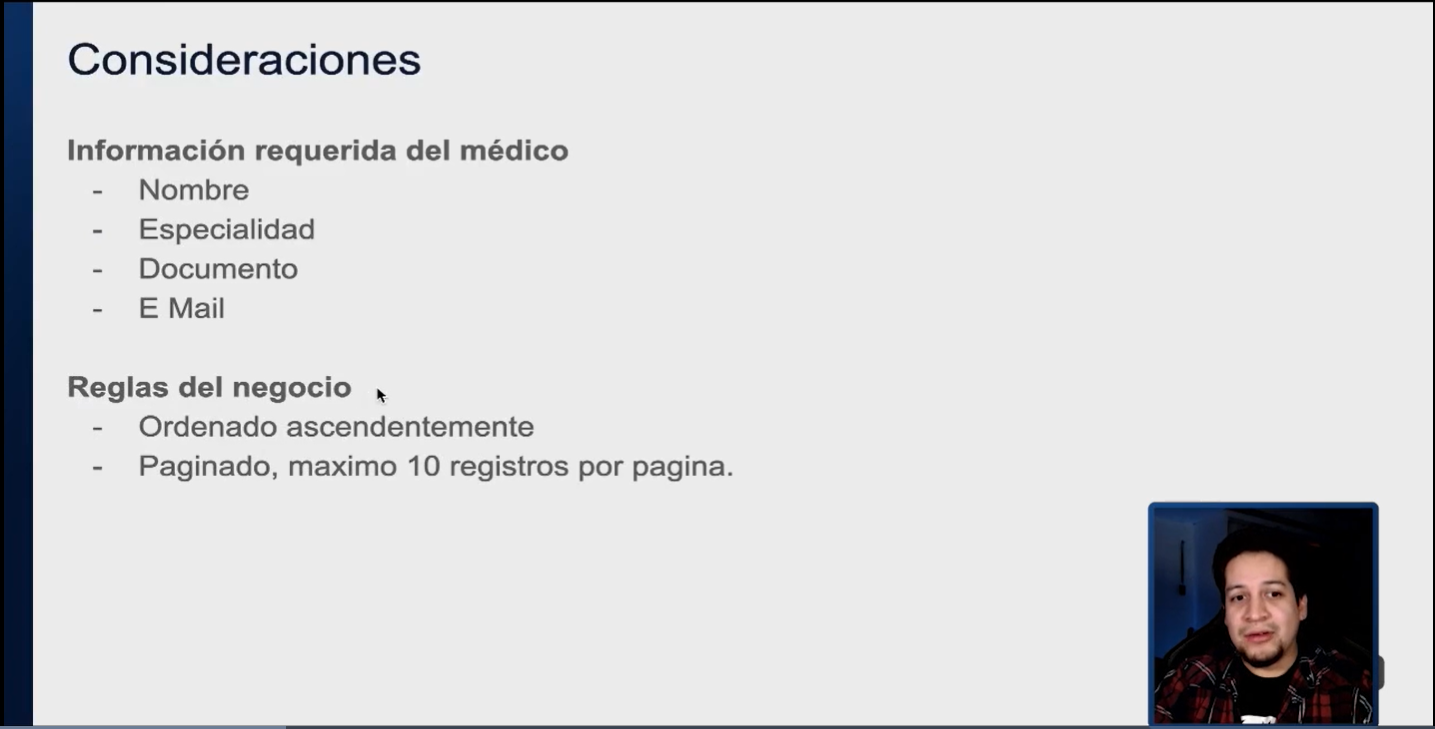 Consideraciones
Información requerida del médico
- Nombre
- Especialidad
- Documento
- E Mail
Reglas del negocio
- Ordenado ascendentemente
- Paginado, maximo 10 registros por pagina.